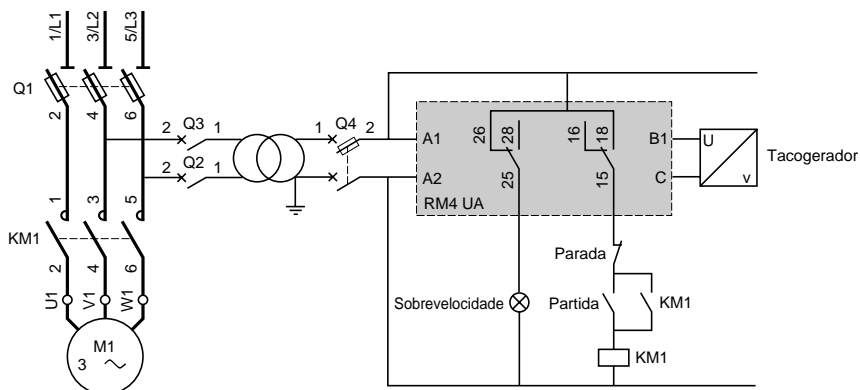 1/L1
3/L2
5/L3
Q1
2
4
6
2
Q3
1
2
Q2
1
1
Q4
2
A1
A2
RM4 UA
26
28
25
16
18
15
B1
C
U
v
Tacogerador
1
3
5
KM1
2
4
6
U1
V1
W1
M1
3
Parada
Sobrevelocidade
Partida
KM1
KM1